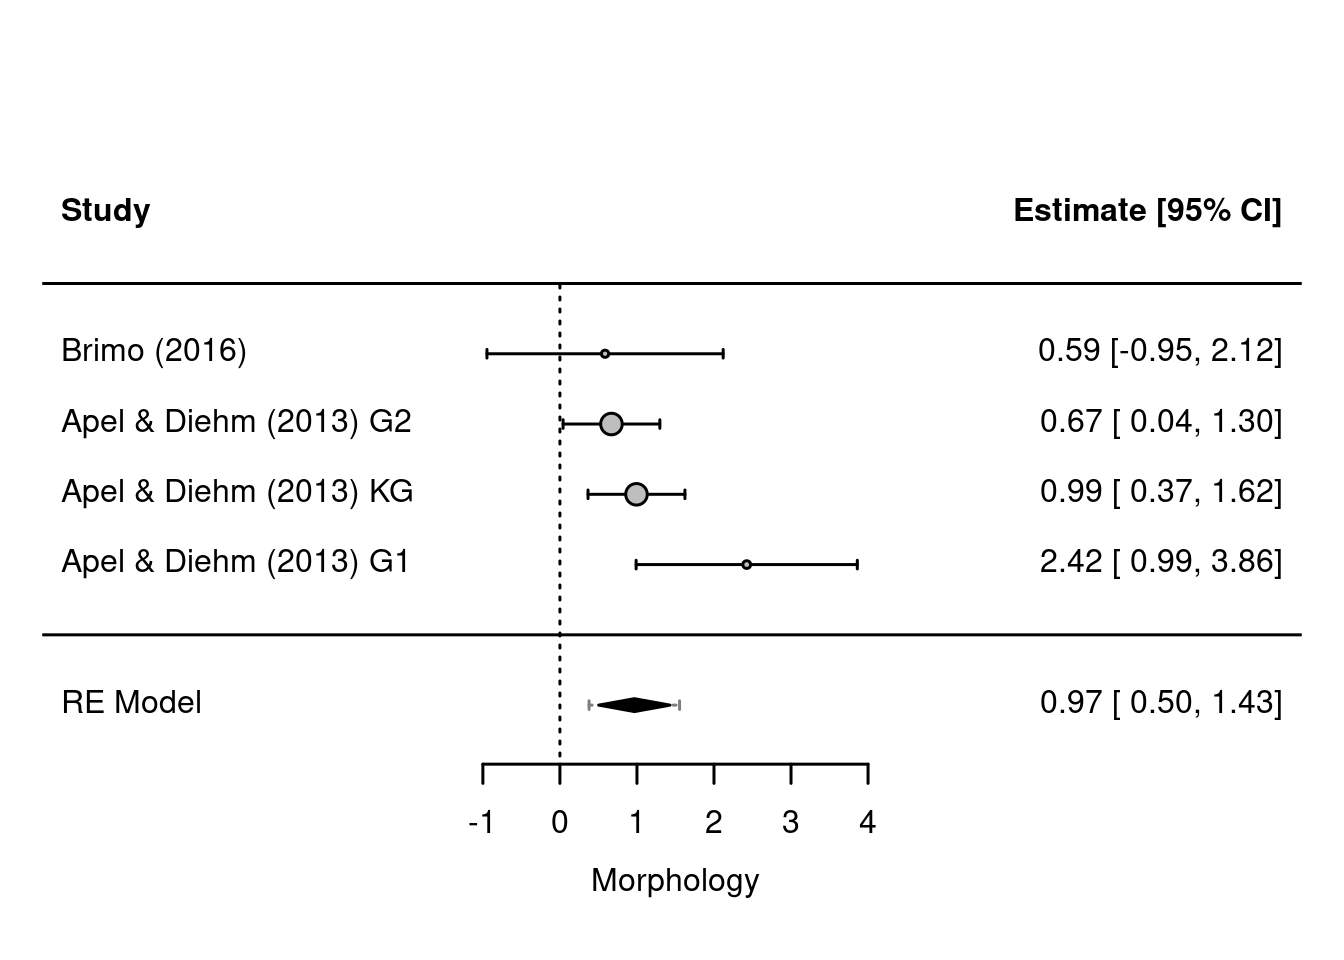 Study Estimate [95% CI]
Brimo (2016) 0.59 [-0.95, 2.12]
Apel & Diehm (2013) G2 0.67 [ 0.04, 1.30]
Apel & Diehm (2013) KG 0.99 [ 0.37, 1.62]
Apel & Diehm (2013) G1 2.42 [ 0.99, 3.86]
RE Model 0.97 [ 0.50, 1.43]
-1 0 1 2 3 4
Morphology